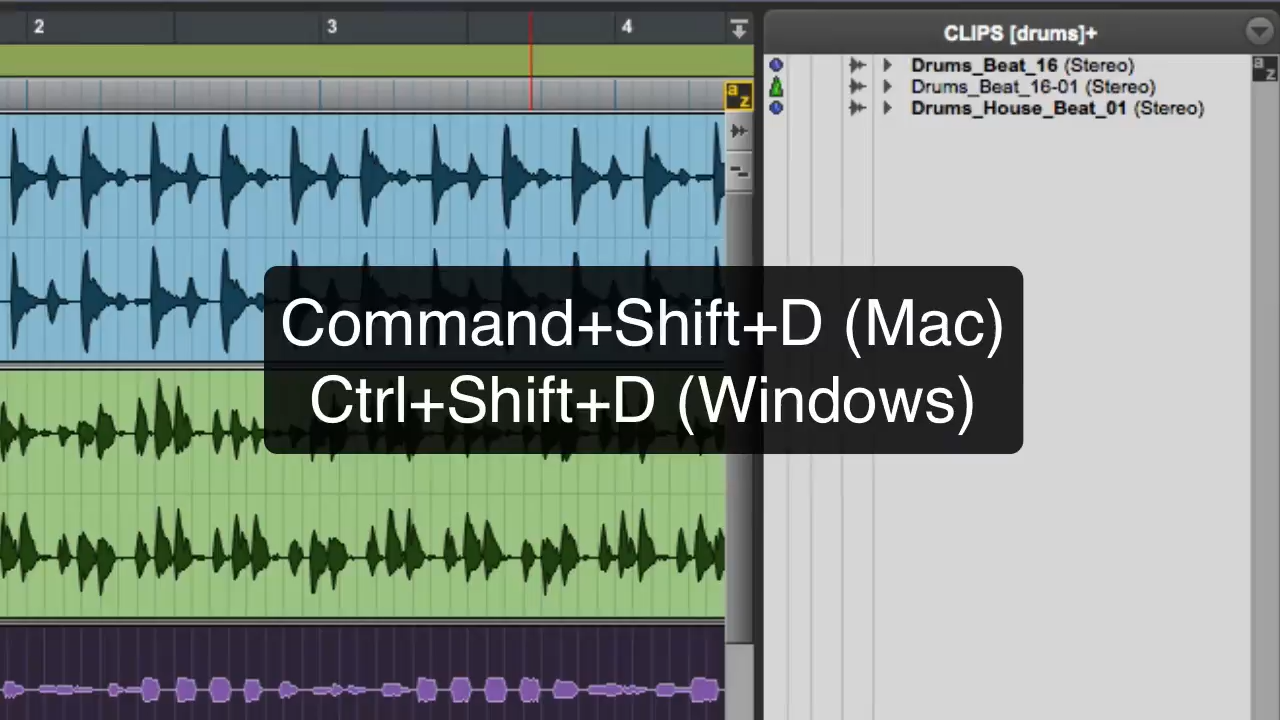 2 3 4
CLIPS [drums]+
a z
a z
Drums_Beat_16 (Stereo)
Drums_Beat_16-01 (Stereo)
Drums_House_Beat_01 (Stereo)
Command+Shift+D (Mac)
Ctrl+Shift+D (Windows)